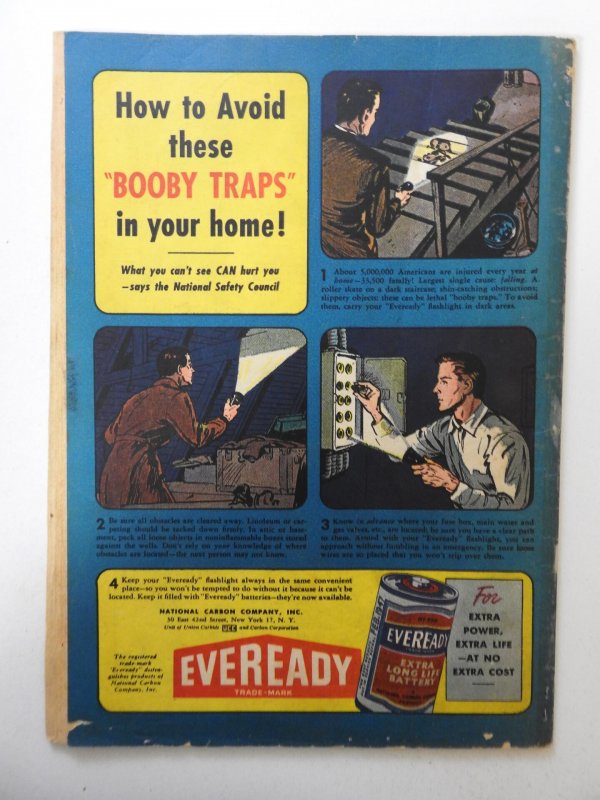 How to Avoid
these
"BOOBY TRAPS"
in your home!
What you can't see CAN hurt you
—says the National Safety Council
1 About 5,000,000 Americans are injured every year at
home—33,500 fatally! Largest single cause: falling. A
roller skate on a dark staircase; shin-catching obstructions;
slippery objects: these can be lethal "booby traps." To avoid
them, carry your "Eveready" flashlight in dark areas.
2 Be sure all obstacles are cleared away. Linoleum or car-
peting should be tacked down firmly. In attic or base-
ment, pack all loose objects in noninflammable boxes stored
against the walls. Don't rely on your knowledge of where
obstacles are located—the next person may not know.
3 Know in advance where your fuse box, main water and
gas valves, etc., are located; be sure you have a clear path
to them. Armed with your "Eveready" flashlight, you can
approach without fumbling in an emergency. Be sure loose
wires are so placed that you won't trip over them.
4 Keep your "Eveready" flashlight always in the same convenient
place—so you won't be tempted to do without it because it can't be
located. Keep it filled with "Eveready" batteries—they're now available.
NATIONAL CARBON COMPANY, INC.
30 East 42nd Street, New York 17, N. Y.
Unit of Union Carbide UCC and Carbon Corporation
The registered
trade-mark
"Eveready" distin-
guishes products of
National Carbon
Company, Inc.
EVEREADY
TRADE-MARK
EVEREADY
EXTRA
LONG LIFE
BATTERY
For
EXTRA
POWER,
EXTRA LIFE
—AT NO
EXTRA COST